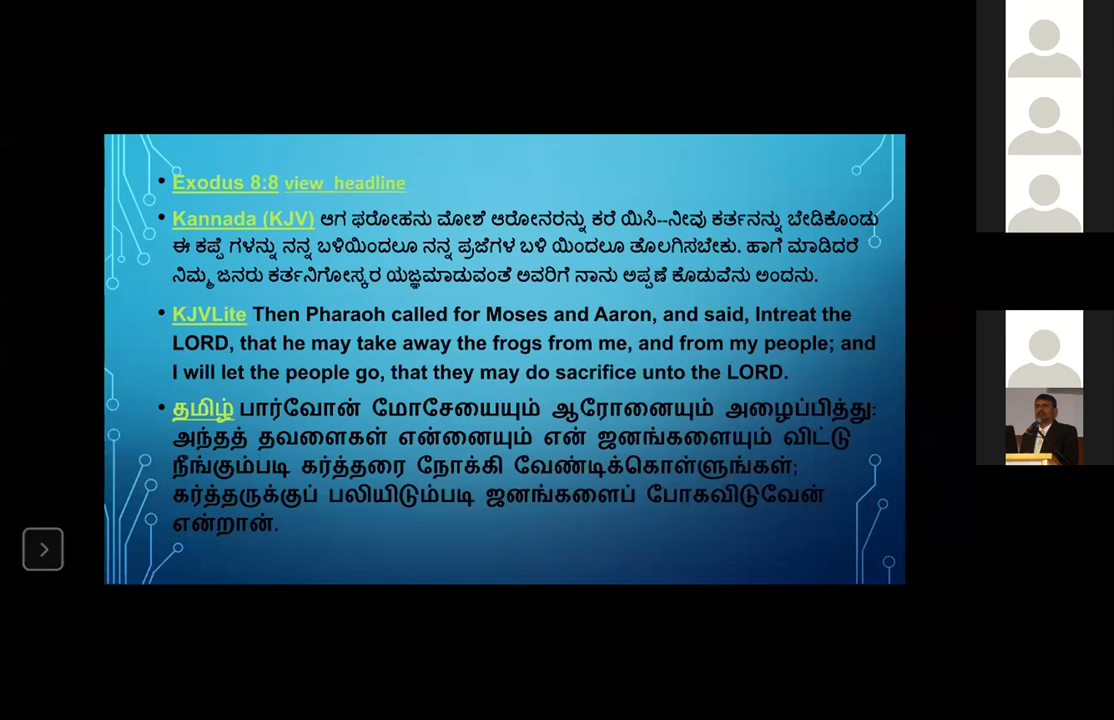 Exodus 8:8 view headline
Kannada (KJV) ಆಗ ಫರೋಹನು ಮೋಶೆ ಆರೋನರನ್ನು ಕರೆ ಯಿಸಿ--ನೀವು ಕರ್ತನನ್ನು ಬೇಡಿಕೊಂಡು
ಈ ಕಪ್ಪೆ ಗಳನ್ನು ನನ್ನ ಬಳಿಯಿಂದಲೂ ನನ್ನ ಪ್ರಜೆಗಳ ಬಳಿ ಯಿಂದಲೂ ತೊಲಗಿಸಬೇಕು. ಹಾಗೆ ಮಾಡಿದರೆ
ನಿಮ್ಮ ಜನರು ಕರ್ತನಿಗೋಸ್ಕರ ಯಜ್ಞಮಾಡುವಂತೆ ಅವರಿಗೆ ನಾನು ಅಪ್ಪಣೆ ಕೊಡುವೆನು ಅಂದನು.
KJVLite Then Pharaoh called for Moses and Aaron, and said, Intreat the
LORD, that he may take away the frogs from me, and from my people; and
I will let the people go, that they may do sacrifice unto the LORD.
தமிழ் பார்வோன் மோசேயையும் ஆரோனையும் அழைப்பித்து:
அந்தத் தவளைகள் என்னையும் என் ஜனங்களையும் விட்டு
நீங்கும்படி கர்த்தரை நோக்கி வேண்டிக்கொள்ளுங்கள்;
கர்த்தருக்குப் பலியிடும்படி ஜனங்களைப் போகவிடுவேன்
என்றான்.